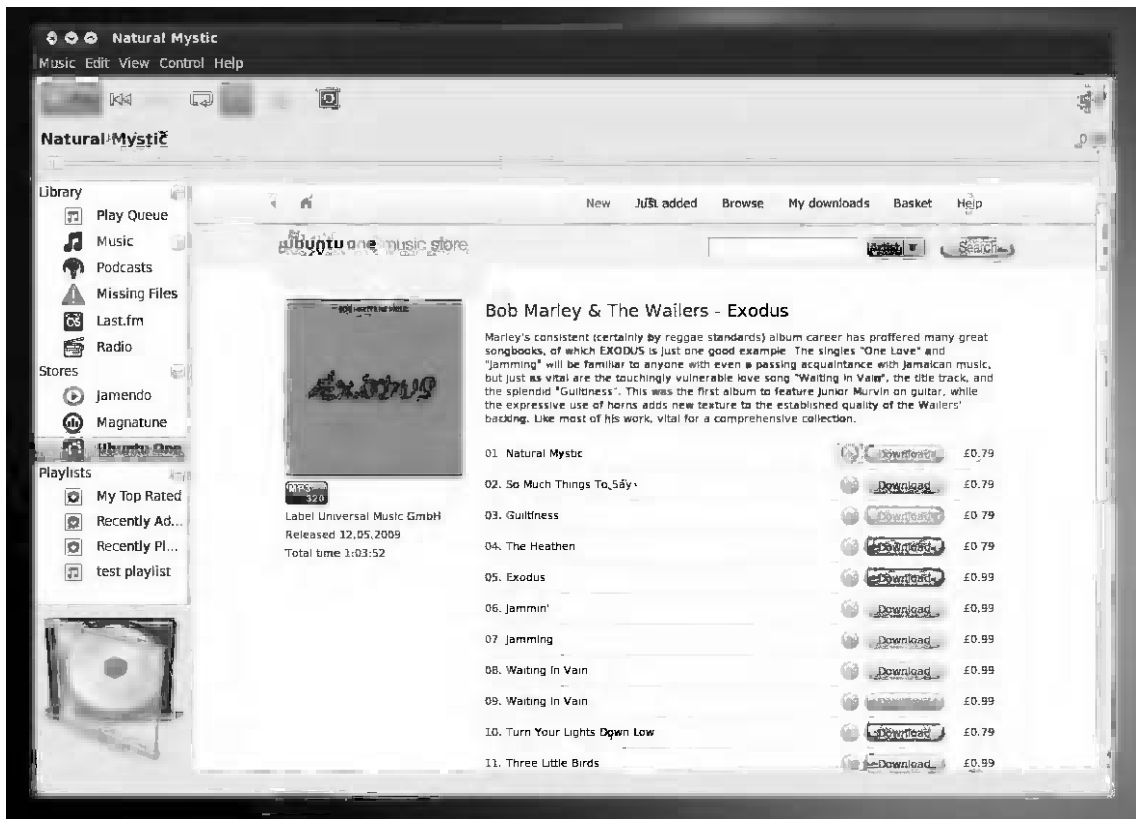 Natural Mystic
Music Edit View Control Help
Natural Mystic
Library
Play Queue
Music
Podcasts
Missing Files
Last.fm
Radio
Stores
Jamendo
Magnatune
Ubuntu One
Playlists
My Top Rated
Recently Ad...
Recently Pl...
test playlist
New Just added Browse My downloads Basket Help
ubuntu one music store
Artist Search
Exodus
MP3
320
Label Universal Music GmbH
Released 12.05.2009
Total time 1:03:52
Bob Marley & The Wailers - Exodus
Marley's consistent (certainly by reggae standards) album career has proffered many great
songbooks, of which EXODUS is just one good example. The singles "One Love" and
"Jamming" will be familiar to anyone with even a passing acquaintance with Jamaican music,
but just as vital are the touchingly vulnerable love song "Waiting In Vain", the title track, and
the splendid "Guiltiness". This was the first album to feature Junior Murvin on guitar, while
the expressive use of horns adds new texture to the established quality of the Wailers'
backing. Like most of his work, vital for a comprehensive collection.
01. Natural Mystic Download £0.79
02. So Much Things To Say Download £0.79
03. Guiltiness Download £0.79
04. The Heathen Download £0.79
05. Exodus Download £0.99
06. Jammin' Download £0.99
07. Jamming Download £0.99
08. Waiting In Vain Download £0.99
09. Waiting In Vain £0.99
10. Turn Your Lights Down Low Download £0.79
11. Three Little Birds Download £0.99